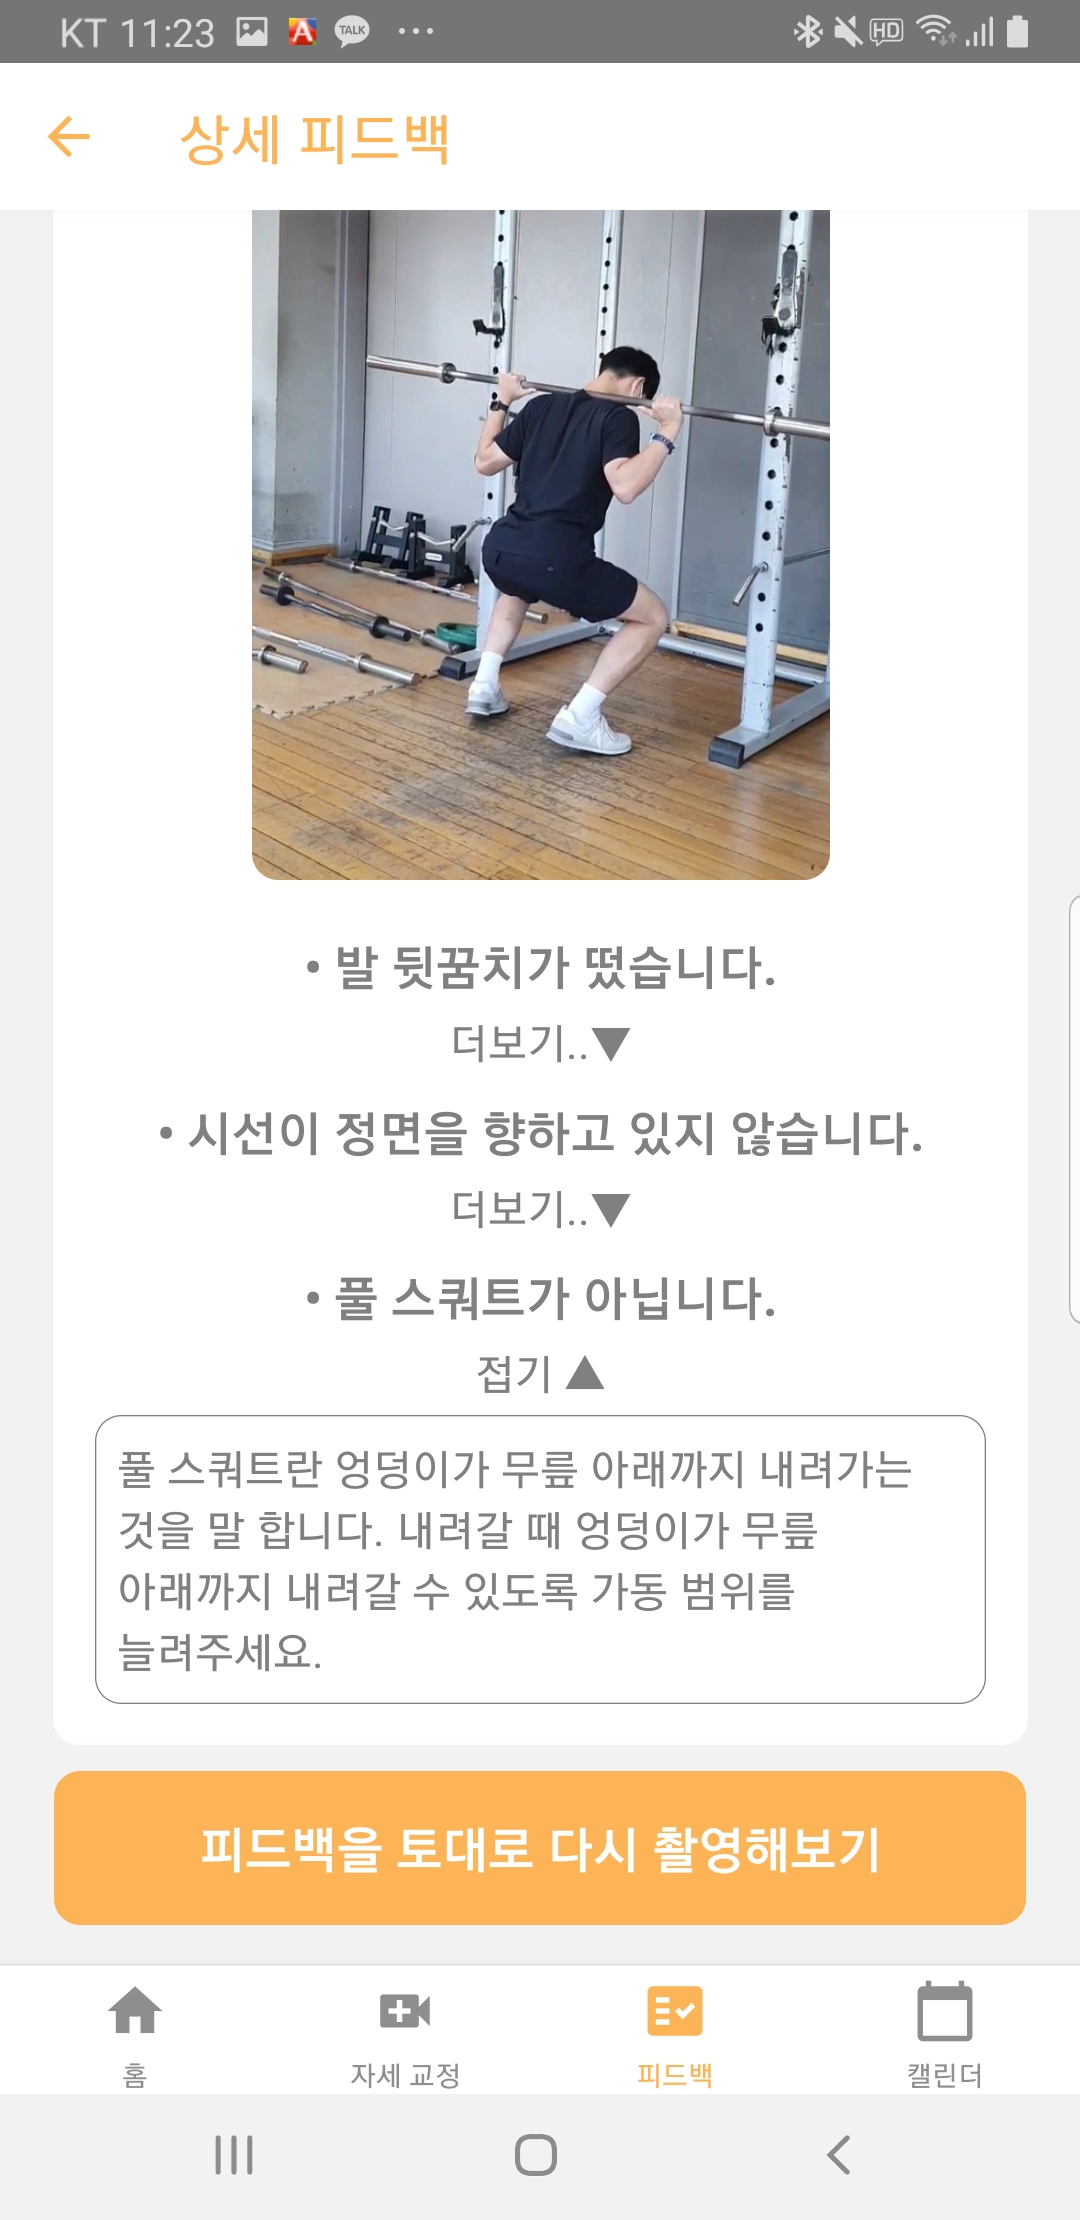 KT 11:23
TALK
HD
상세 피드백
• 발 뒷꿈치가 떴습니다.
더보기..▼
• 시선이 정면을 향하고 있지 않습니다.
더보기..▼
• 풀 스쿼트가 아닙니다.
접기 ▲
풀 스쿼트란 엉덩이가 무릎 아래까지 내려가는
것을 말 합니다. 내려갈 때 엉덩이가 무릎
아래까지 내려갈 수 있도록 가동 범위를
늘려주세요.
피드백을 토대로 다시 촬영해보기
홈
자세 교정
피드백
캘린더